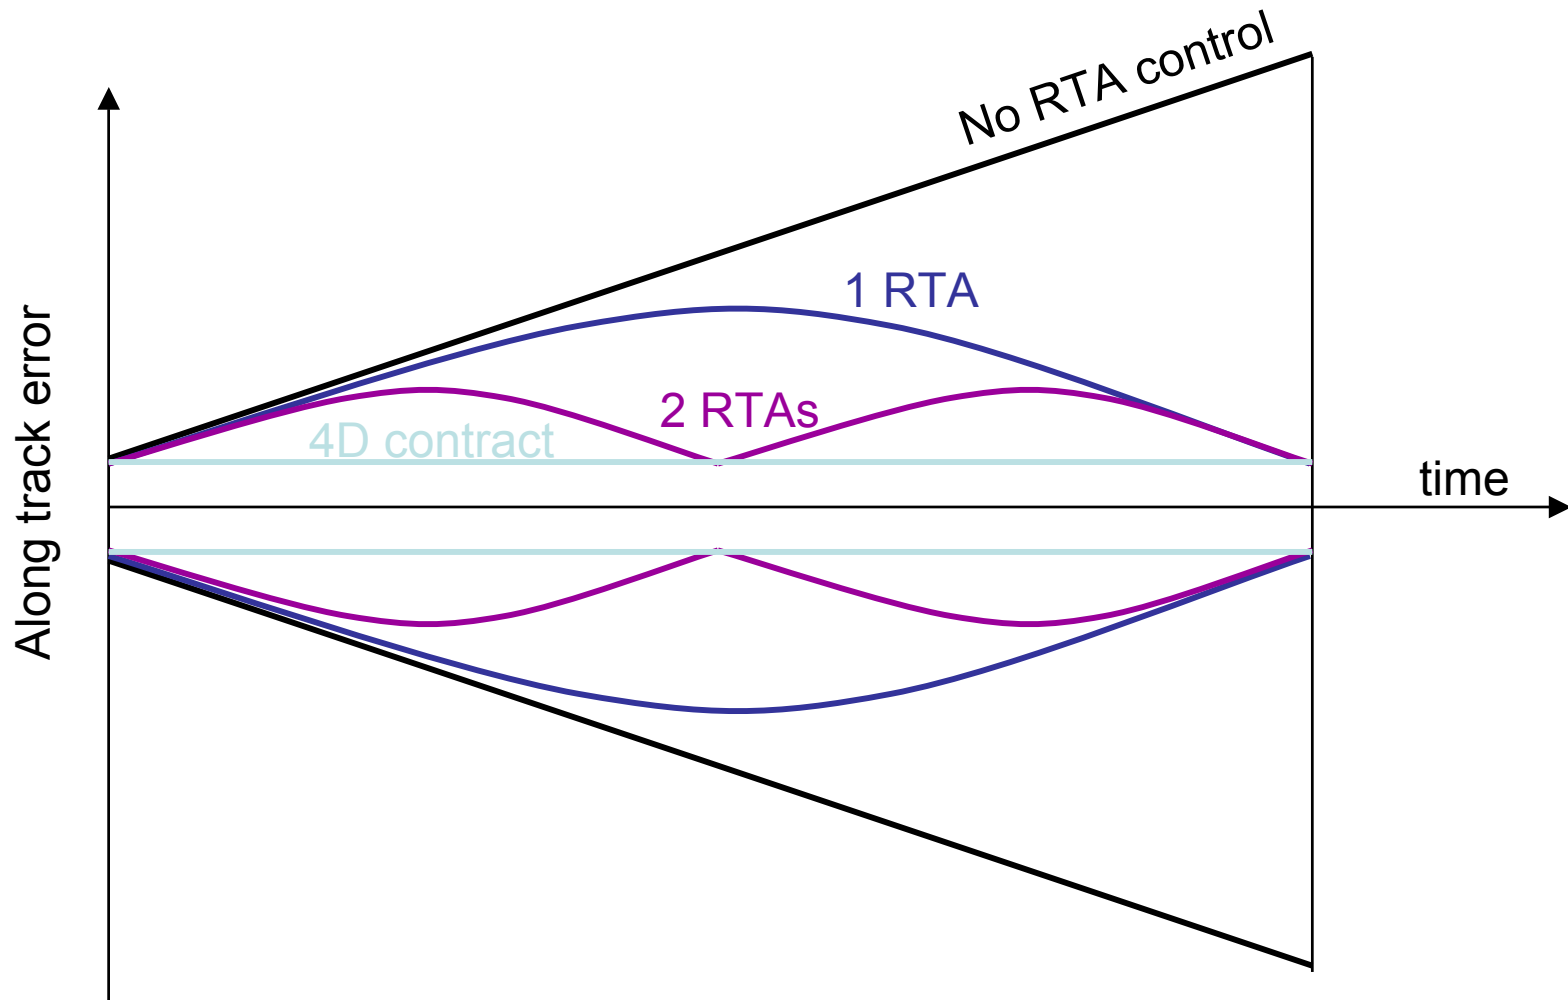 No RTA control
1 RTA
2 RTAs
4D contract
time
Along track error